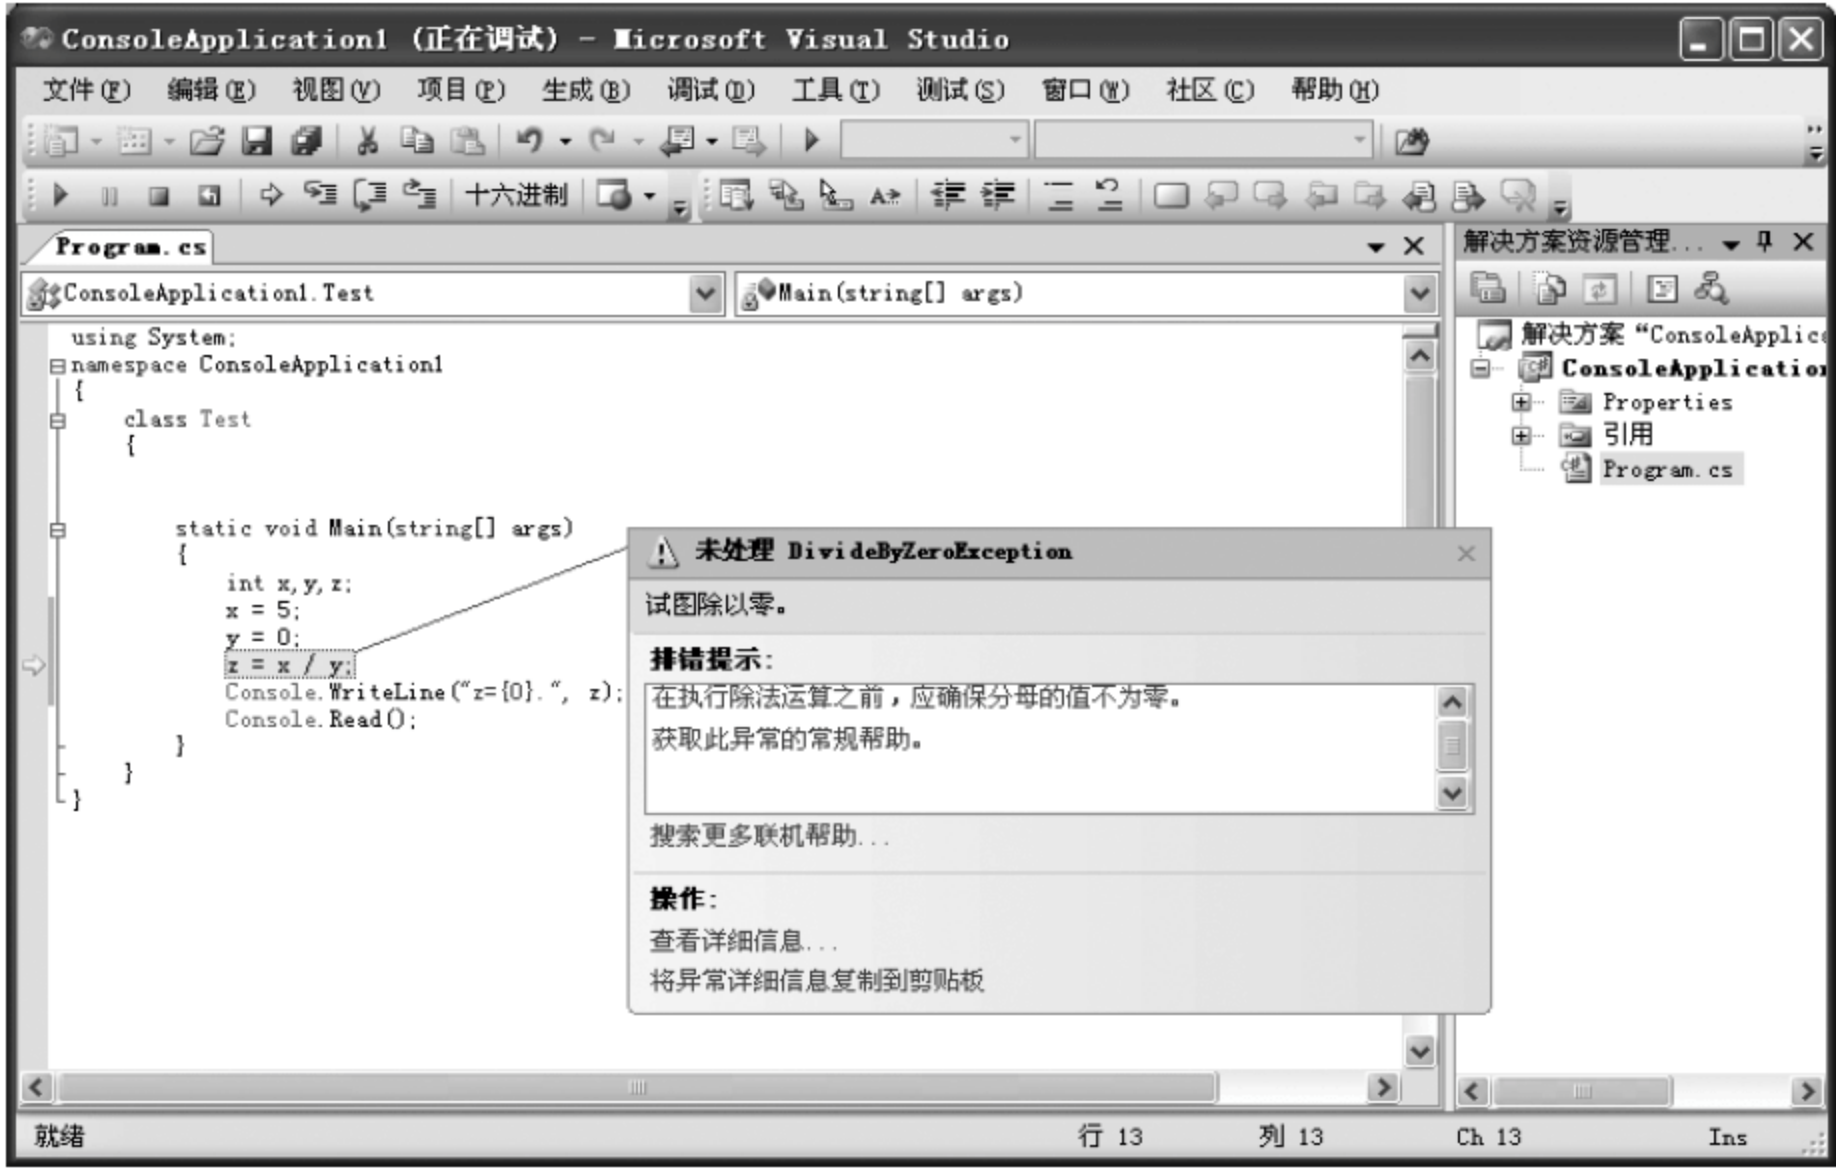 ConsoleApplication1 (正在调试) - Microsoft Visual Studio
文件(F) 编辑(E) 视图(V) 项目(P) 生成(B) 调试(D) 工具(T) 测试(S) 窗口(W) 社区(C) 帮助(H)
十六进制
Program.cs
解决方案资源管理...
ConsoleApplication1.Test
Main(string[] args)
using System;
namespace ConsoleApplication1
{
class Test
{
static void Main(string[] args)
{
int x,y,z;
x = 5;
y = 0;
z = x / y;
Console.WriteLine("z={0}.", z);
Console.Read();
}
}
}
未处理 DivideByZeroException
试图除以零。
排错提示:
在执行除法运算之前，应确保分母的值不为零。
获取此异常的常规帮助。
搜索更多联机帮助...
操作:
查看详细信息...
将异常详细信息复制到剪贴板
解决方案 “ConsoleApplic
ConsoleApplication
Properties
引用
Program.cs
就绪
行 13 列 13 Ch 13 Ins